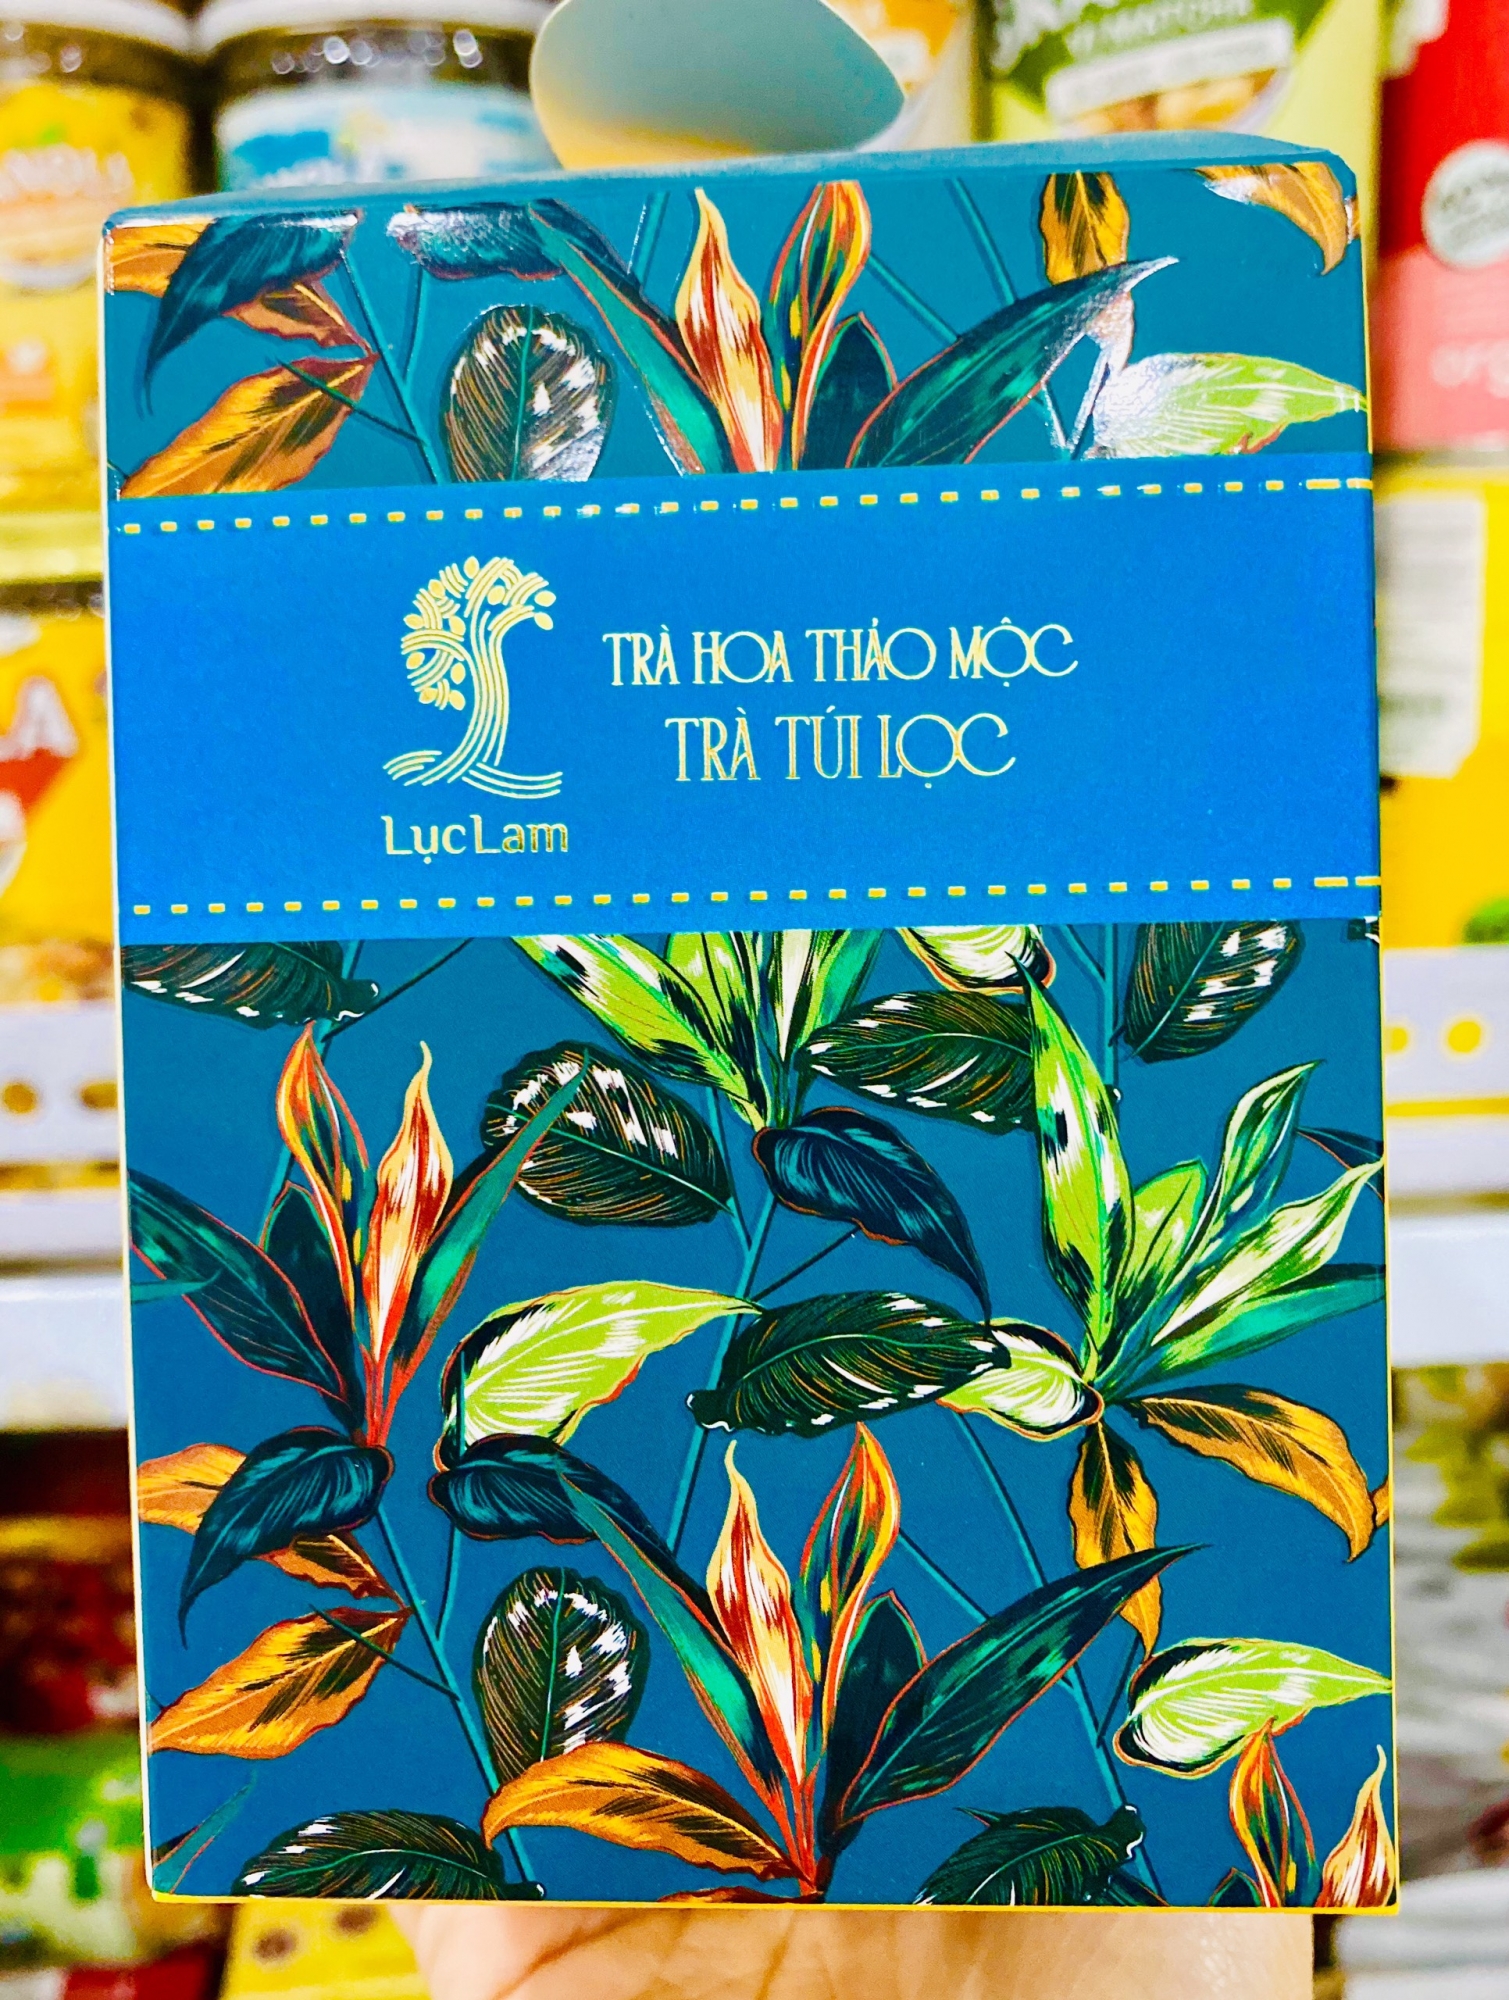 TRÀ HOA THẢO MỘC
TRÀ TÚI LỌC
LụcLam